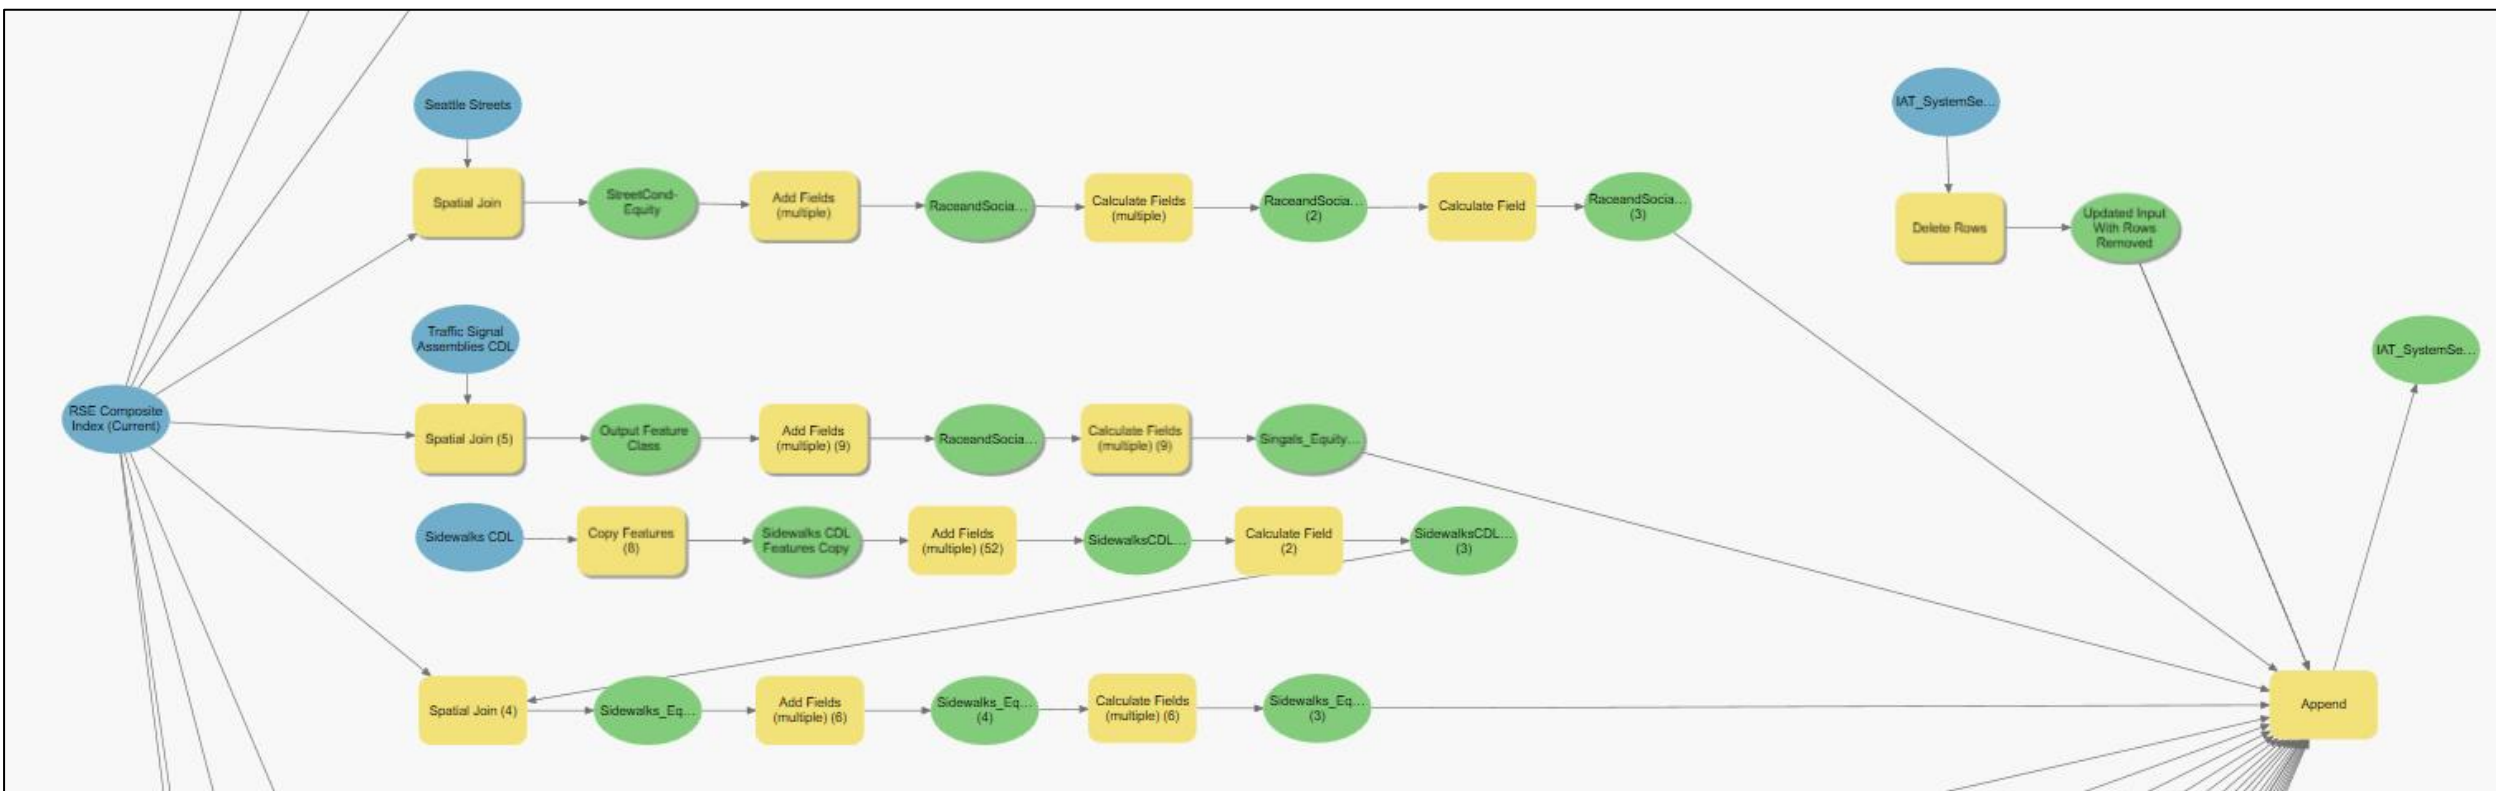 Seattle Streets
IAT_SystemSe...
Spatial Join
StreetCond-
Equity
Add Fields
(multiple)
RaceandSocia...
Calculate Fields
(multiple)
RaceandSocia...
(2)
Calculate Field
RaceandSocia...
(3)
Delete Rows
Updated Input
With Rows
Removed
Traffic Signal
Assemblies CDL
IAT_SystemSe...
RSE Composite
Index (Current)
Spatial Join (5)
Output Feature
Class
Add Fields
(multiple) (9)
RaceandSocia...
Calculate Fields
(multiple) (9)
Singals_Equity...
Sidewalks CDL
Copy Features
(8)
Sidewalks CDL
Features Copy
Add Fields
(multiple) (52)
SidewalksCDL...
Calculate Field
(2)
SidewalksCDL...
(3)
Spatial Join (4)
Sidewalks_Eq...
Add Fields
(multiple) (6)
Sidewalks_Eq...
(4)
Calculate Fields
(multiple) (6)
Sidewalks_Eq...
(3)
Append